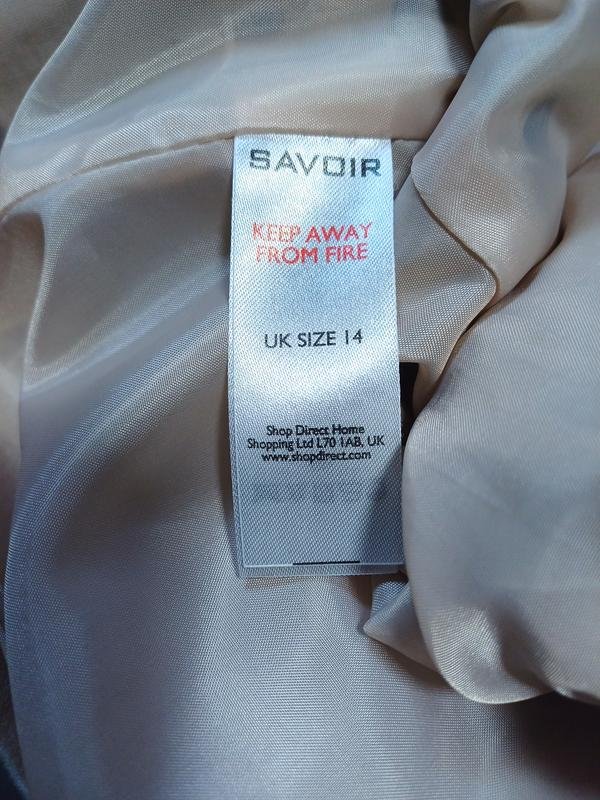 SAVOIR
KEEP AWAY
FROM FIRE
UK SIZE 14
Shop Direct Home
Shopping Ltd L70 1AB, UK
www.shopdirect.com